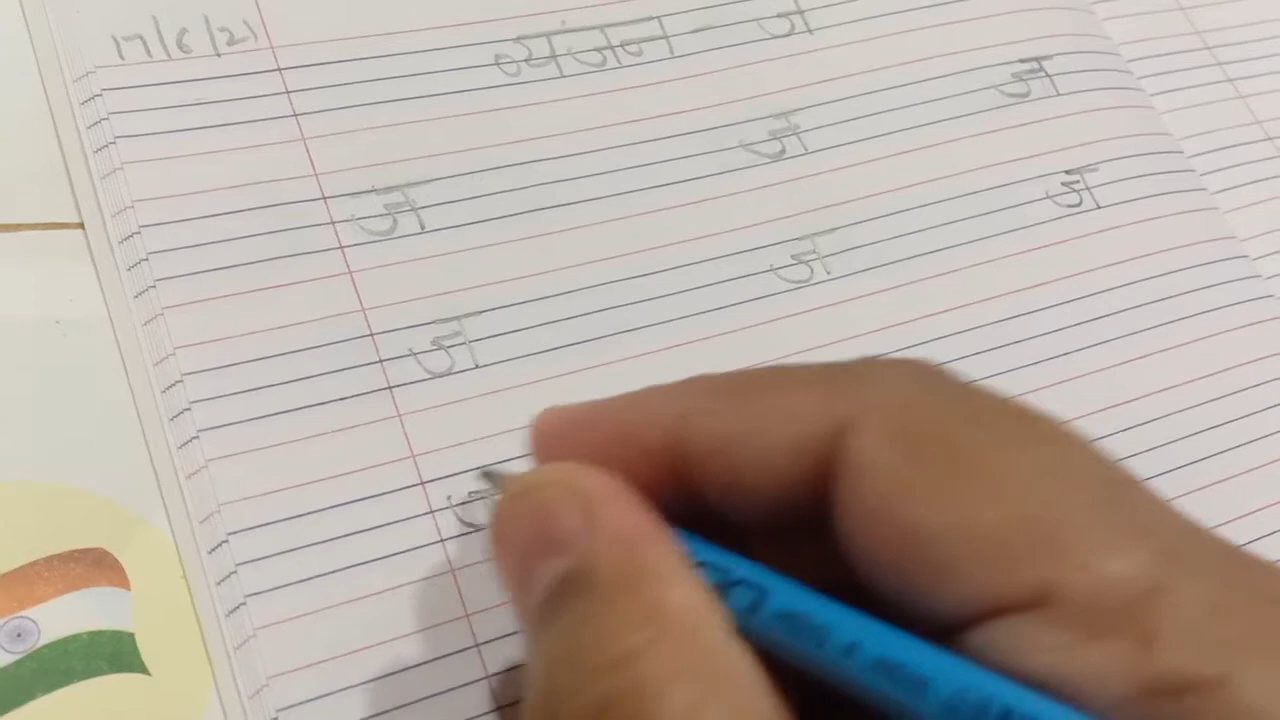 17/6/21
व्यंजन - ज
ज ज ज
ज ज ज
ज